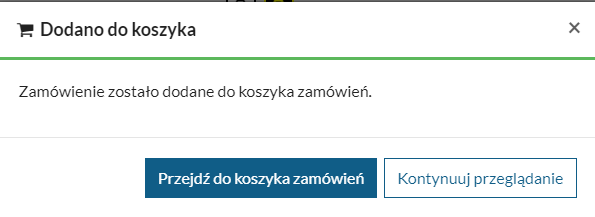 Dodano do koszyka
×
Zamówienie zostało dodane do koszyka zamówień.
Przejdź do koszyka zamówień
Kontynuuj przeglądanie